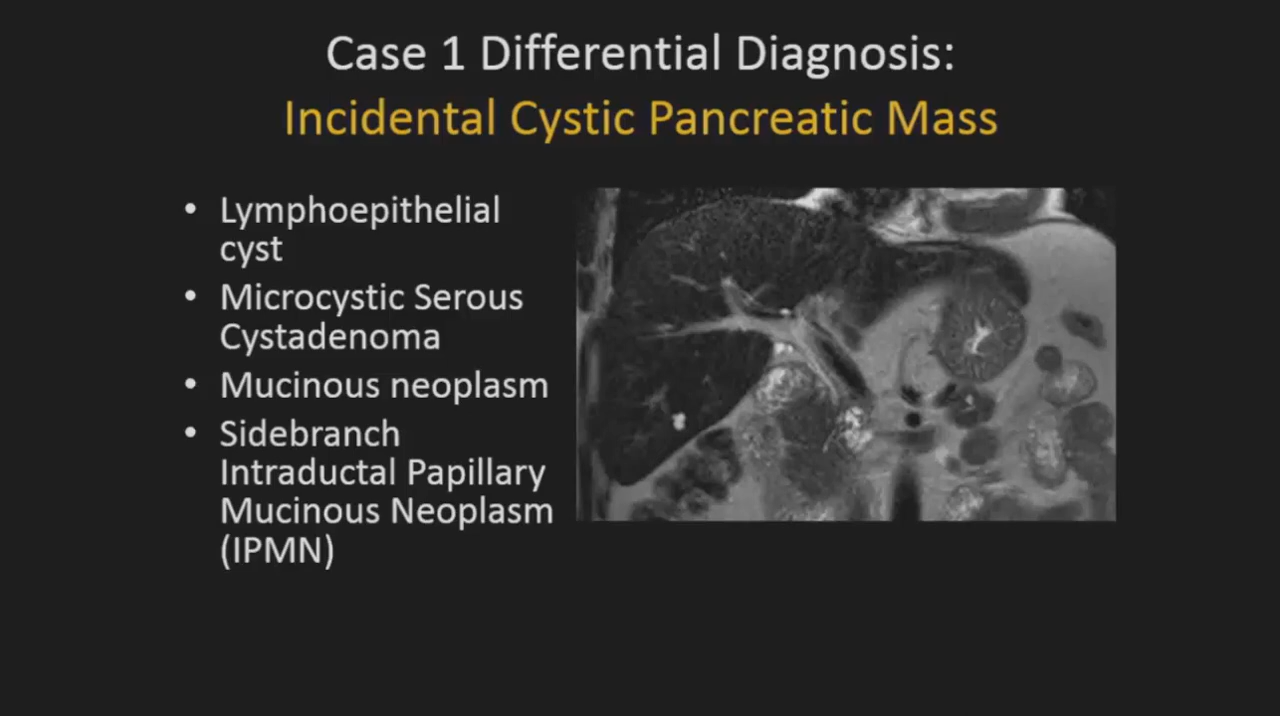 Case 1 Differential Diagnosis:
Incidental Cystic Pancreatic Mass
• Lymphoepithelial
cyst
• Microcystic Serous
Cystadenoma
• Mucinous neoplasm
• Sidebranch
Intraductal Papillary
Mucinous Neoplasm
(IPMN)